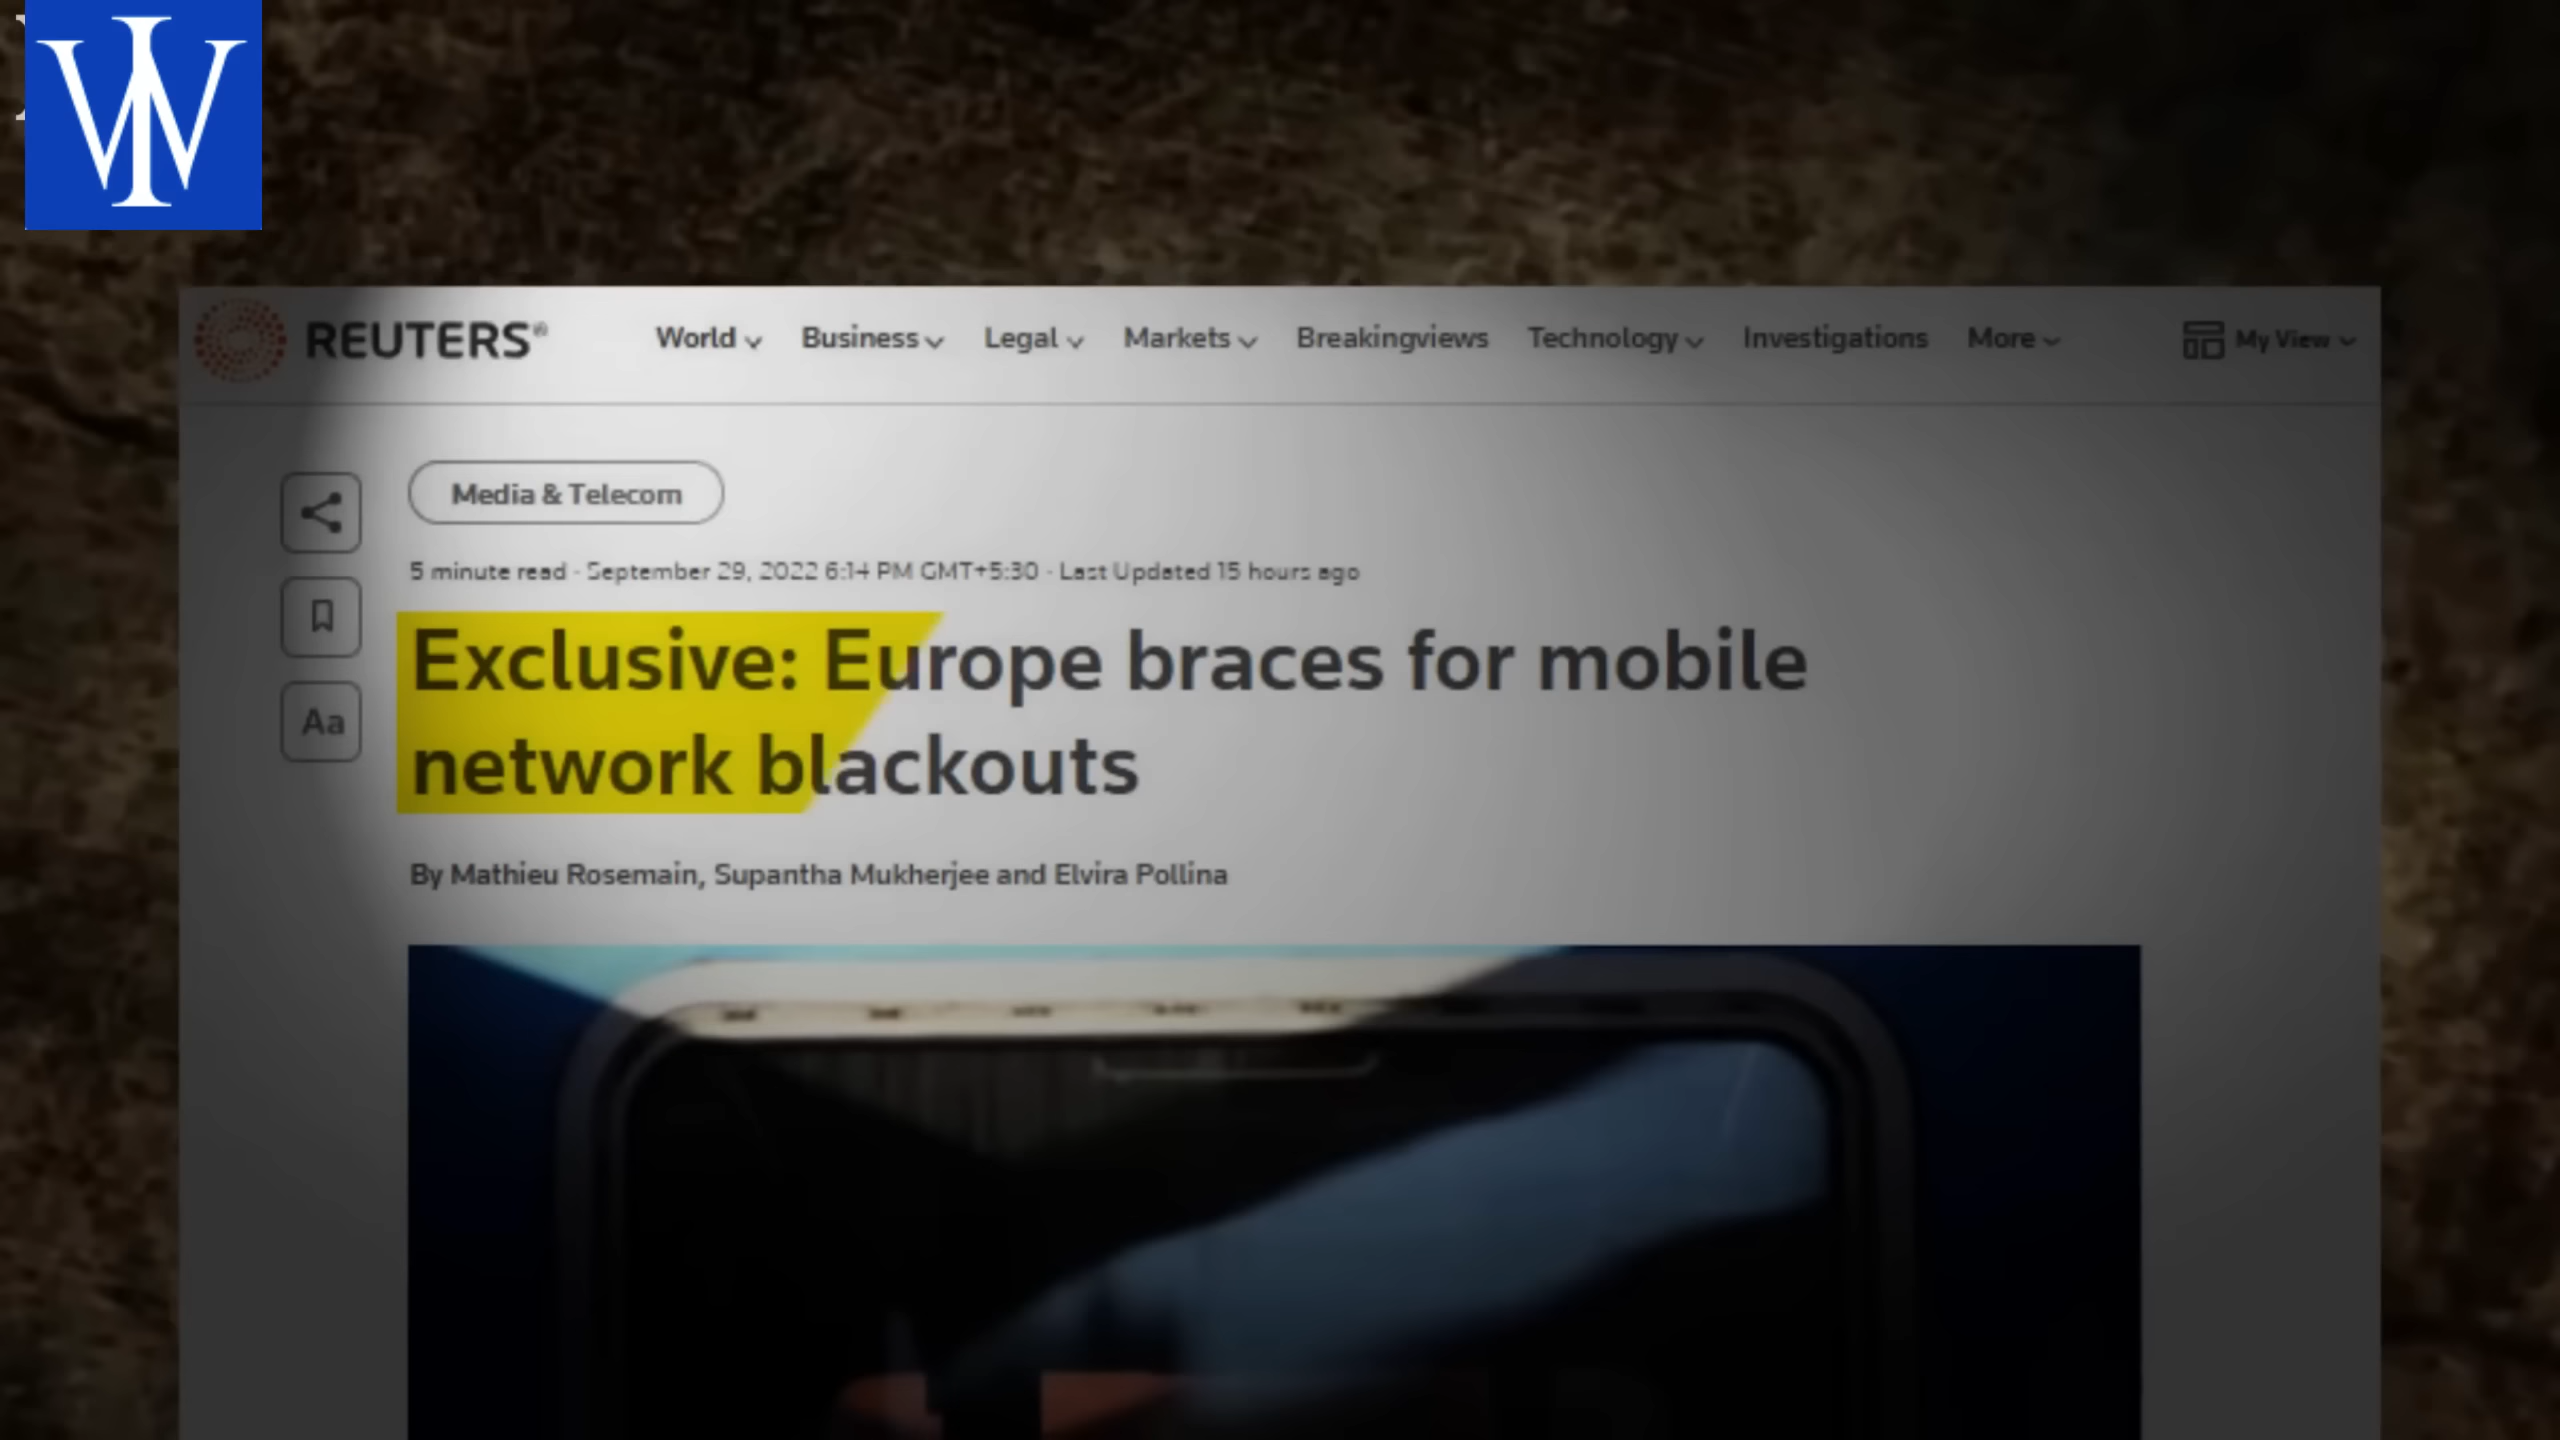 REUTERS®
World Business Legal Markets Breakingviews Technology Investigations More My View
Media & Telecom
5 minute read · September 29, 2022 6:14 PM GMT+5:30 · Last Updated 15 hours ago
Aa
Exclusive: Europe braces for mobile
network blackouts
By Mathieu Rosemain, Supantha Mukherjee and Elvira Pollina